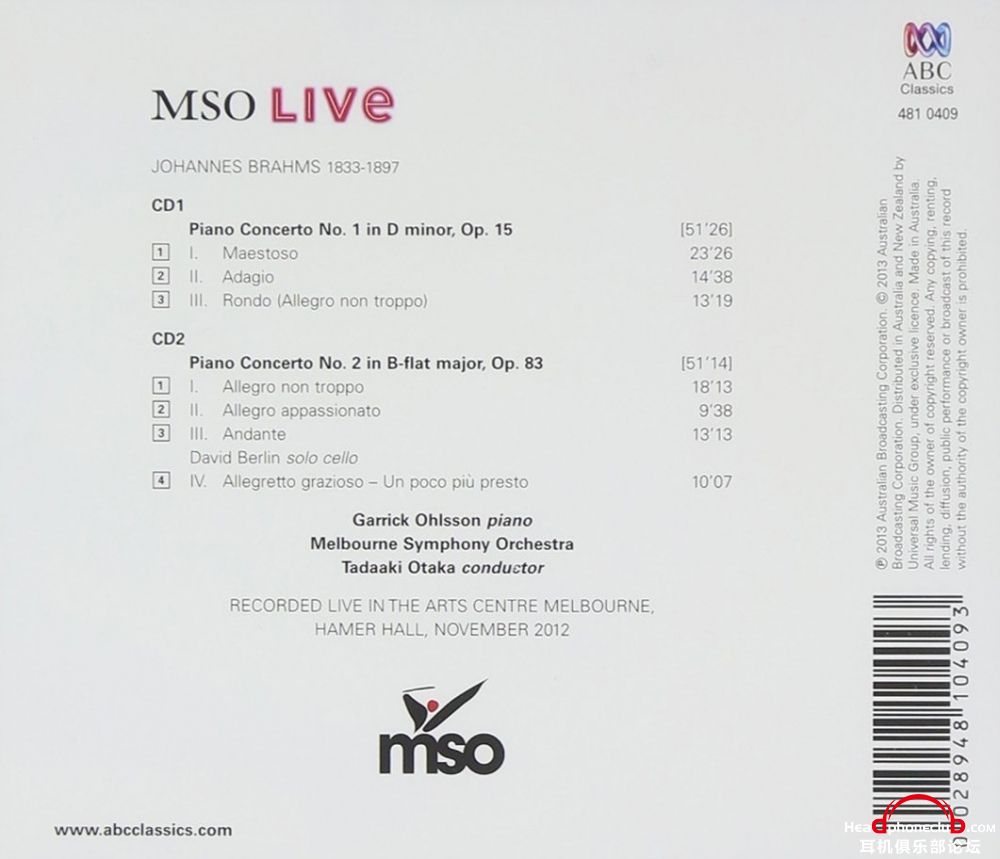 MSO LIVe
JOHANNES BRAHMS 1833-1897
CD1
Piano Concerto No. 1 in D minor, Op. 15 [51'26]
1 I. Maestoso 23'26
2 II. Adagio 14'38
3 III. Rondo (Allegro non troppo) 13'19
CD2
Piano Concerto No. 2 in B-flat major, Op. 83 [51'14]
1 I. Allegro non troppo 18'13
2 II. Allegro appassionato 9'38
3 III. Andante 13'13
David Berlin solo cello
4 IV. Allegretto grazioso – Un poco più presto 10'07
Garrick Ohlsson piano
Melbourne Symphony Orchestra
Tadaaki Otaka conductor
RECORDED LIVE IN THE ARTS CENTRE MELBOURNE,
HAMER HALL, NOVEMBER 2012
mso
www.abcclassics.com
ABC
Classics
481 0409
℗ 2013 Australian Broadcasting Corporation. © 2013 Australian
Broadcasting Corporation. Distributed in Australia and New Zealand by
Universal Music Group, under exclusive licence. Made in Australia.
All rights of the owner of copyright reserved. Any copying, renting,
lending, diffusion, public performance or broadcast of this record
without the authority of the copyright owner is prohibited.
028948 104093
耳机俱乐部论坛